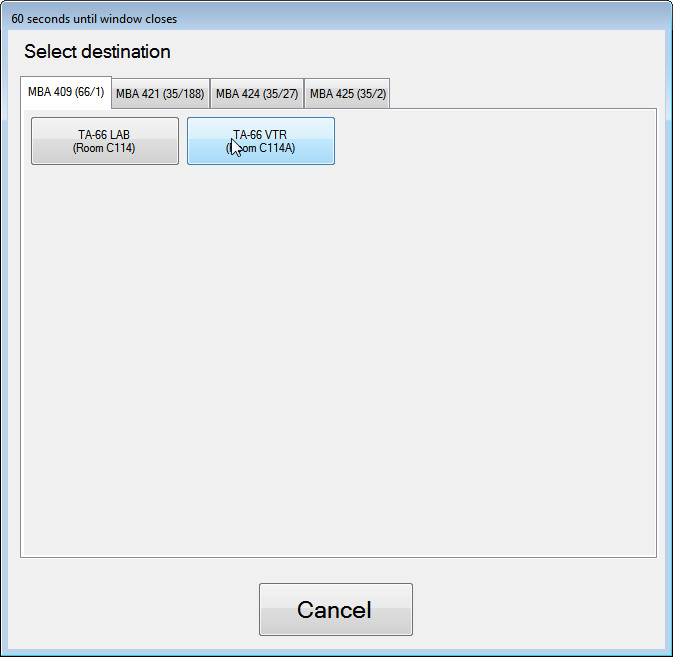 60 seconds until window closes
Select destination
MBA 409 (66/1) MBA 421 (35/188) MBA 424 (35/27) MBA 425 (35/2)
TA-66 LAB
(Room C114)
TA-66 VTR
(Room C114A)
Cancel